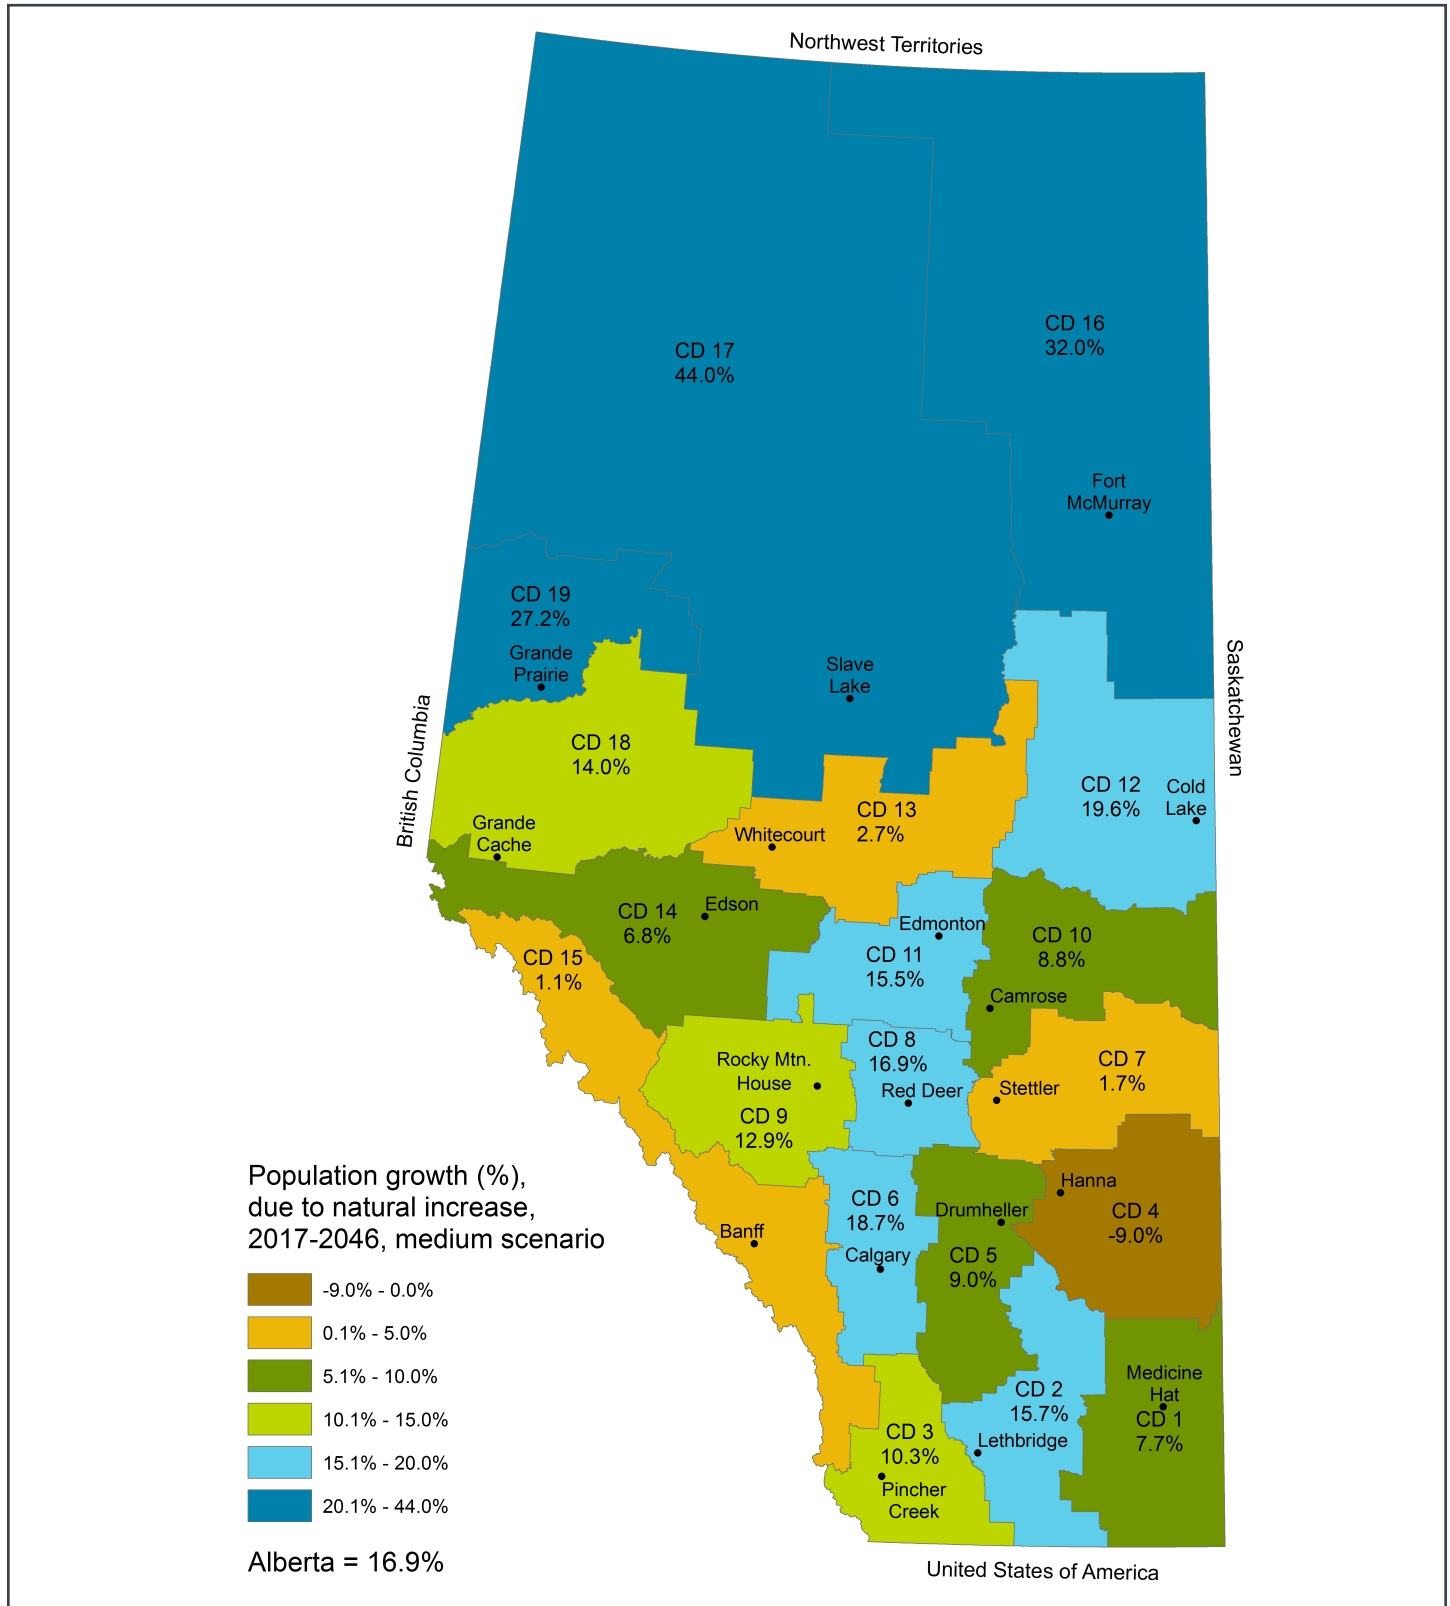 Northwest Territories
CD 16
32.0%
CD 17
44.0%
Fort
McMurray
CD 19
27.2%
Grande
Prairie
Slave
Lake
Saskatchewan
British Columbia
CD 18
14.0%
CD 12
19.6%
Cold
Lake
CD 13
2.7%
Whitecourt
Grande
Cache
Edson
CD 14
6.8%
Edmonton
CD 10
8.8%
CD 11
15.5%
CD 15
1.1%
Camrose
CD 8
16.9%
Red Deer
Rocky Mtn.
House
CD 9
12.9%
CD 7
1.7%
Stettler
Hanna
CD 4
-9.0%
CD 6
18.7%
Calgary
Drumheller
CD 5
9.0%
Banff
Medicine
Hat
CD 1
7.7%
CD 2
15.7%
Lethbridge
CD 3
10.3%
Pincher
Creek
United States of America
Population growth (%),
due to natural increase,
2017-2046, medium scenario
-9.0% - 0.0%
0.1% - 5.0%
5.1% - 10.0%
10.1% - 15.0%
15.1% - 20.0%
20.1% - 44.0%
Alberta = 16.9%